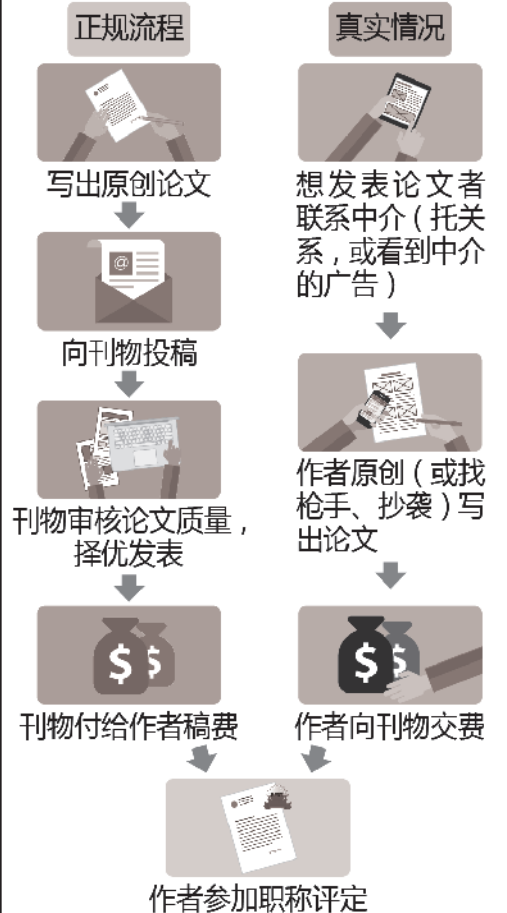 正规流程
写出原创论文
向刊物投稿
刊物审核论文质量，
择优发表
刊物付给作者稿费
真实情况
想发表论文者
联系中介（托关
系，或看到中介
的广告）
作者原创（或找
枪手、抄袭）写
出论文
作者向刊物交费
作者参加职称评定
@
$
$
$
$